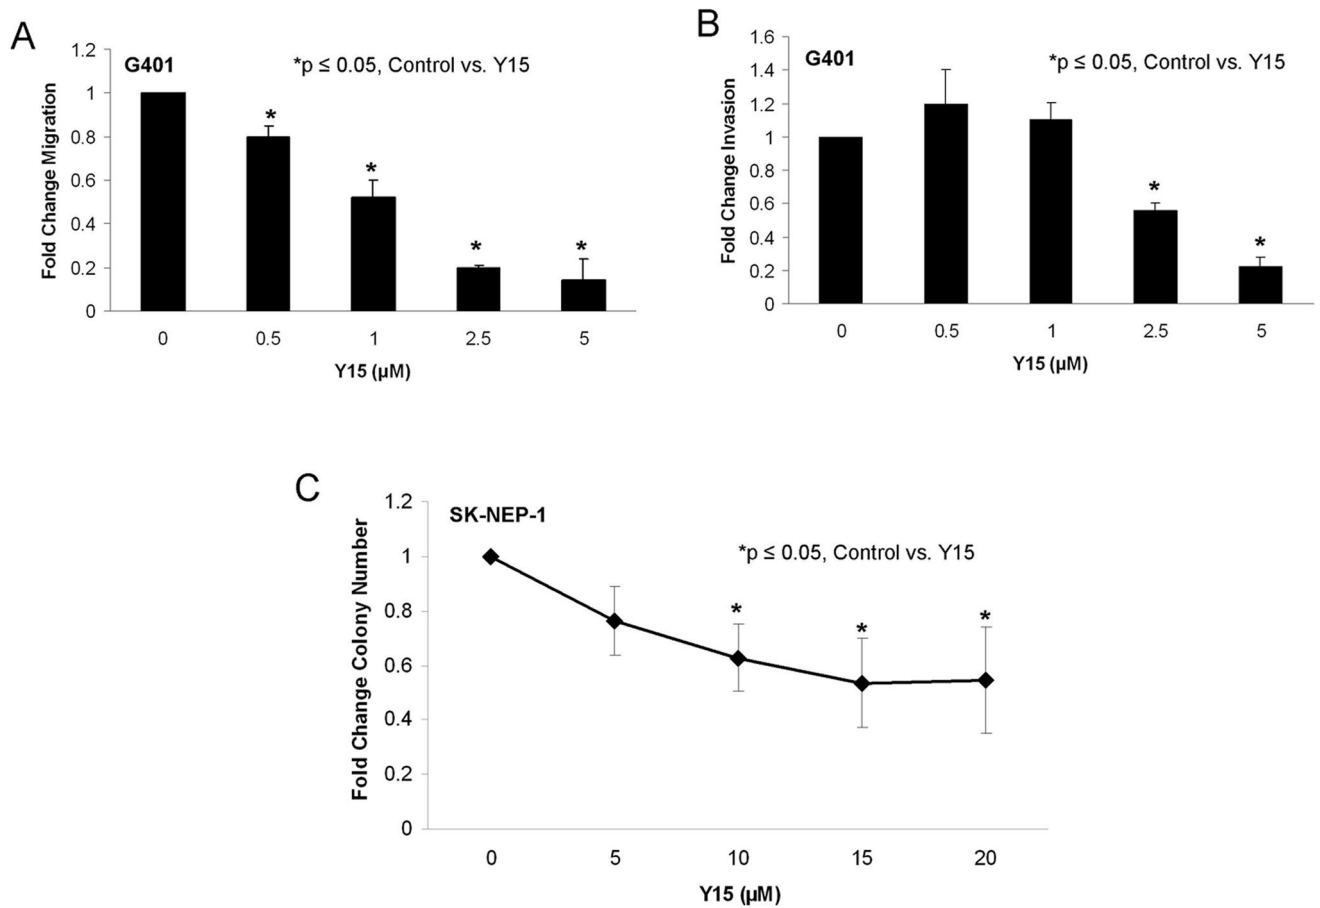 A
G401
*p ≤ 0.05, Control vs. Y15
Fold Change Migration
1.2
1
0.8
0.6
0.4
0.2
0
* * * *
0 0.5 1 2.5 5
Y15 (µM)
B
G401
*p ≤ 0.05, Control vs. Y15
Fold Change Invasion
1.6
1.4
1.2
1
0.8
0.6
0.4
0.2
0
* *
0 0.5 1 2.5 5
Y15 (µM)
C
SK-NEP-1
*p ≤ 0.05, Control vs. Y15
Fold Change Colony Number
1.2
1
0.8
0.6
0.4
0.2
0
* * *
0 5 10 15 20
Y15 (µM)